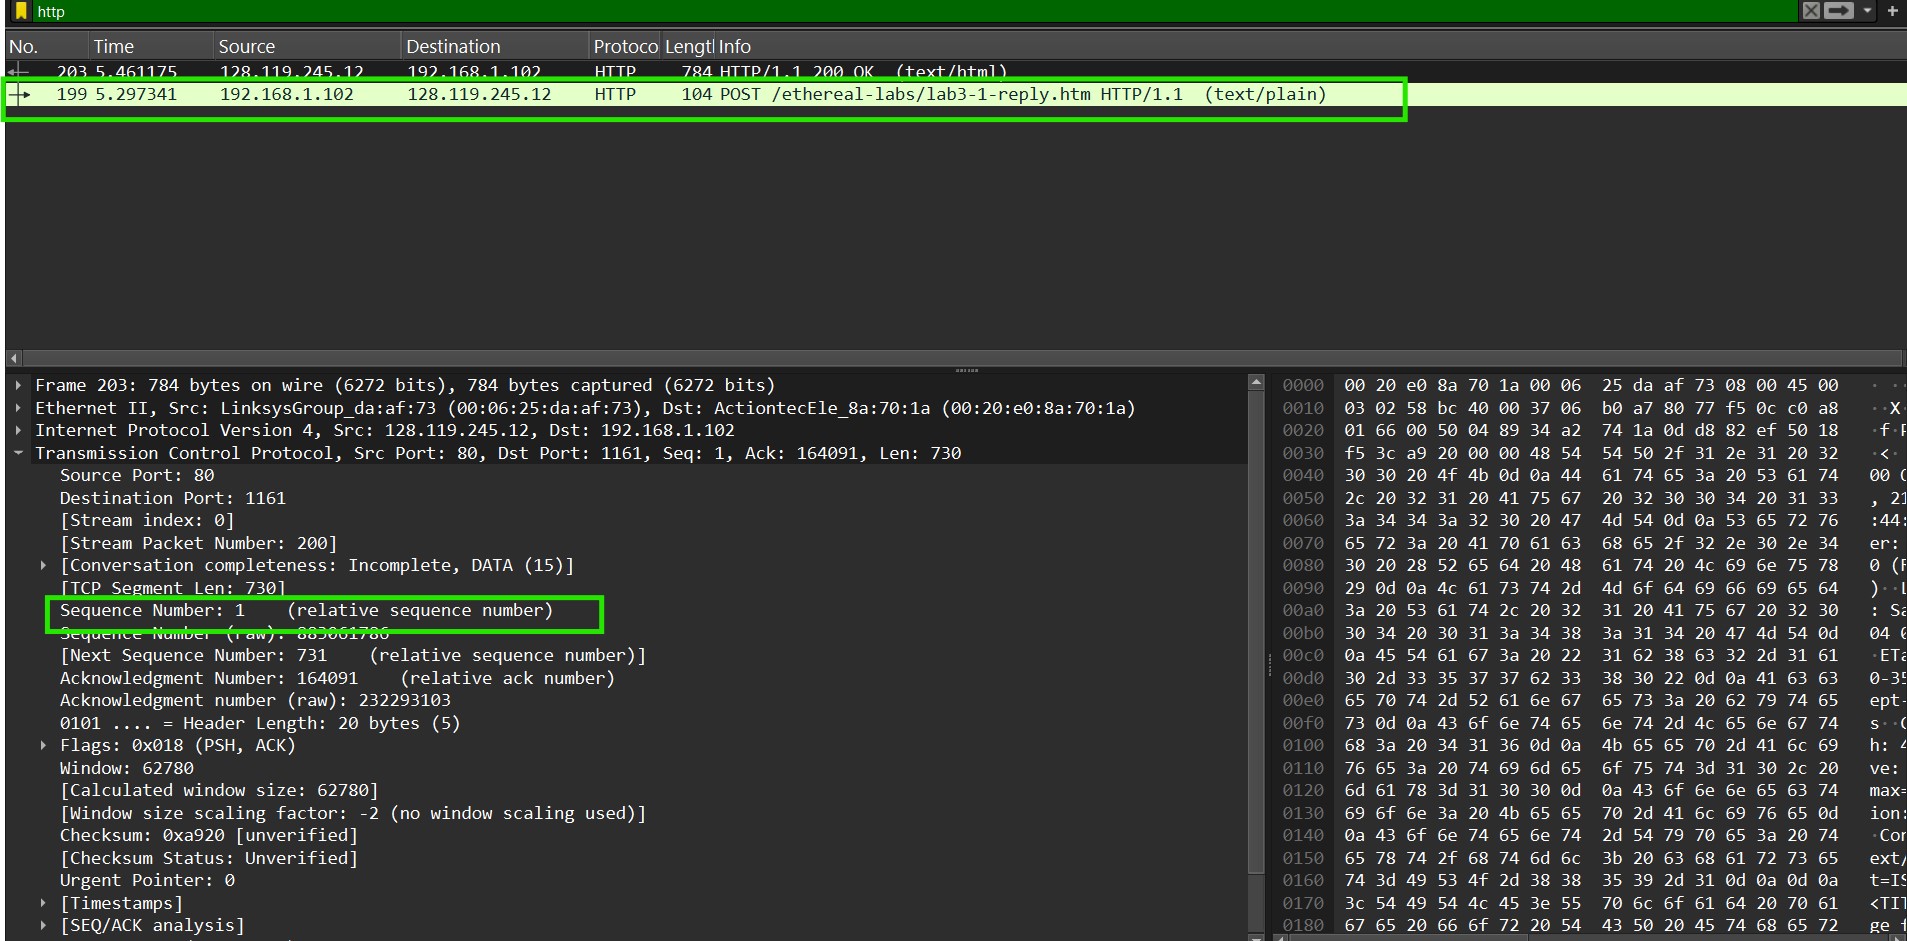 http
No. Time Source Destination Protoco Lengtl Info
203 5.461175 128.119.245.12 192.168.1.102 HTTP 784 HTTP/1.1 200 OK (text/html)
199 5.297341 192.168.1.102 128.119.245.12 HTTP 104 POST /ethereal-labs/lab3-1-reply.htm HTTP/1.1 (text/plain)
Frame 203: 784 bytes on wire (6272 bits), 784 bytes captured (6272 bits)
Ethernet II, Src: LinksysGroup_da:af:73 (00:06:25:da:af:73), Dst: ActiontecEle_8a:70:1a (00:20:e0:8a:70:1a)
Internet Protocol Version 4, Src: 128.119.245.12, Dst: 192.168.1.102
Transmission Control Protocol, Src Port: 80, Dst Port: 1161, Seq: 1, Ack: 164091, Len: 730
Source Port: 80
Destination Port: 1161
[Stream index: 0]
[Stream Packet Number: 200]
[Conversation completeness: Incomplete, DATA (15)]
[TCP Segment Len: 730]
Sequence Number: 1 (relative sequence number)
Sequence Number (raw): 883061786
[Next Sequence Number: 731 (relative sequence number)]
Acknowledgment Number: 164091 (relative ack number)
Acknowledgment number (raw): 232293103
0101 .... = Header Length: 20 bytes (5)
Flags: 0x018 (PSH, ACK)
Window: 62780
[Calculated window size: 62780]
[Window size scaling factor: -2 (no window scaling used)]
Checksum: 0xa920 [unverified]
[Checksum Status: Unverified]
Urgent Pointer: 0
[Timestamps]
[SEQ/ACK analysis]
0000 00 20 e0 8a 70 1a 00 06 25 da af 73 08 00 45 00 · ··
0010 03 02 58 bc 40 00 37 06 b0 a7 80 77 f5 0c c0 a8 ··X
0020 01 66 00 50 04 89 34 a2 74 1a 0d d8 82 ef 50 18 ·f·P
0030 f5 3c a9 20 00 00 48 54 54 50 2f 31 2e 31 20 32 ·<·
0040 30 30 20 4f 4b 0d 0a 44 61 74 65 3a 20 53 61 74 00 O
0050 2c 20 32 31 20 41 75 67 20 32 30 30 34 20 31 33 , 21
0060 3a 34 34 3a 32 30 20 47 4d 54 0d 0a 53 65 72 76 :44:
0070 65 72 3a 20 41 70 61 63 68 65 2f 32 2e 30 2e 34 er:
0080 30 20 28 52 65 64 20 48 61 74 20 4c 69 6e 75 78 0 (R
0090 29 0d 0a 4c 61 73 74 2d 4d 6f 64 69 66 69 65 64 )··L
00a0 3a 20 53 61 74 2c 20 32 31 20 41 75 67 20 32 30 : Sa
00b0 30 34 20 30 31 3a 34 38 3a 31 34 20 47 4d 54 0d 04 0
00c0 0a 45 54 61 67 3a 20 22 31 62 38 63 32 2d 31 61 ·ETa
00d0 30 2d 33 35 37 37 62 33 38 30 22 0d 0a 41 63 63 0-35
00e0 65 70 74 2d 52 61 6e 67 65 73 3a 20 62 79 74 65 ept-
00f0 73 0d 0a 43 6f 6e 74 65 6e 74 2d 4c 65 6e 67 74 s··C
0100 68 3a 20 34 31 36 0d 0a 4b 65 65 70 2d 41 6c 69 h: 4
0110 76 65 3a 20 74 69 6d 65 6f 75 74 3d 31 30 2c 20 ve:
0120 6d 61 78 3d 31 30 30 0d 0a 43 6f 6e 6e 65 63 74 max=
0130 69 6f 6e 3a 20 4b 65 65 70 2d 41 6c 69 76 65 0d ion:
0140 0a 43 6f 6e 74 65 6e 74 2d 54 79 70 65 3a 20 74 ·Con
0150 65 78 74 2f 68 74 6d 6c 3b 20 63 68 61 72 73 65 ext/
0160 74 3d 49 53 4f 2d 38 38 35 39 2d 31 0d 0a 0d 0a t=IS
0170 3c 54 49 54 4c 45 3e 55 70 6c 6f 61 64 20 70 61 <TIT
0180 67 65 20 66 6f 72 20 54 43 50 20 45 74 68 65 72 ge f